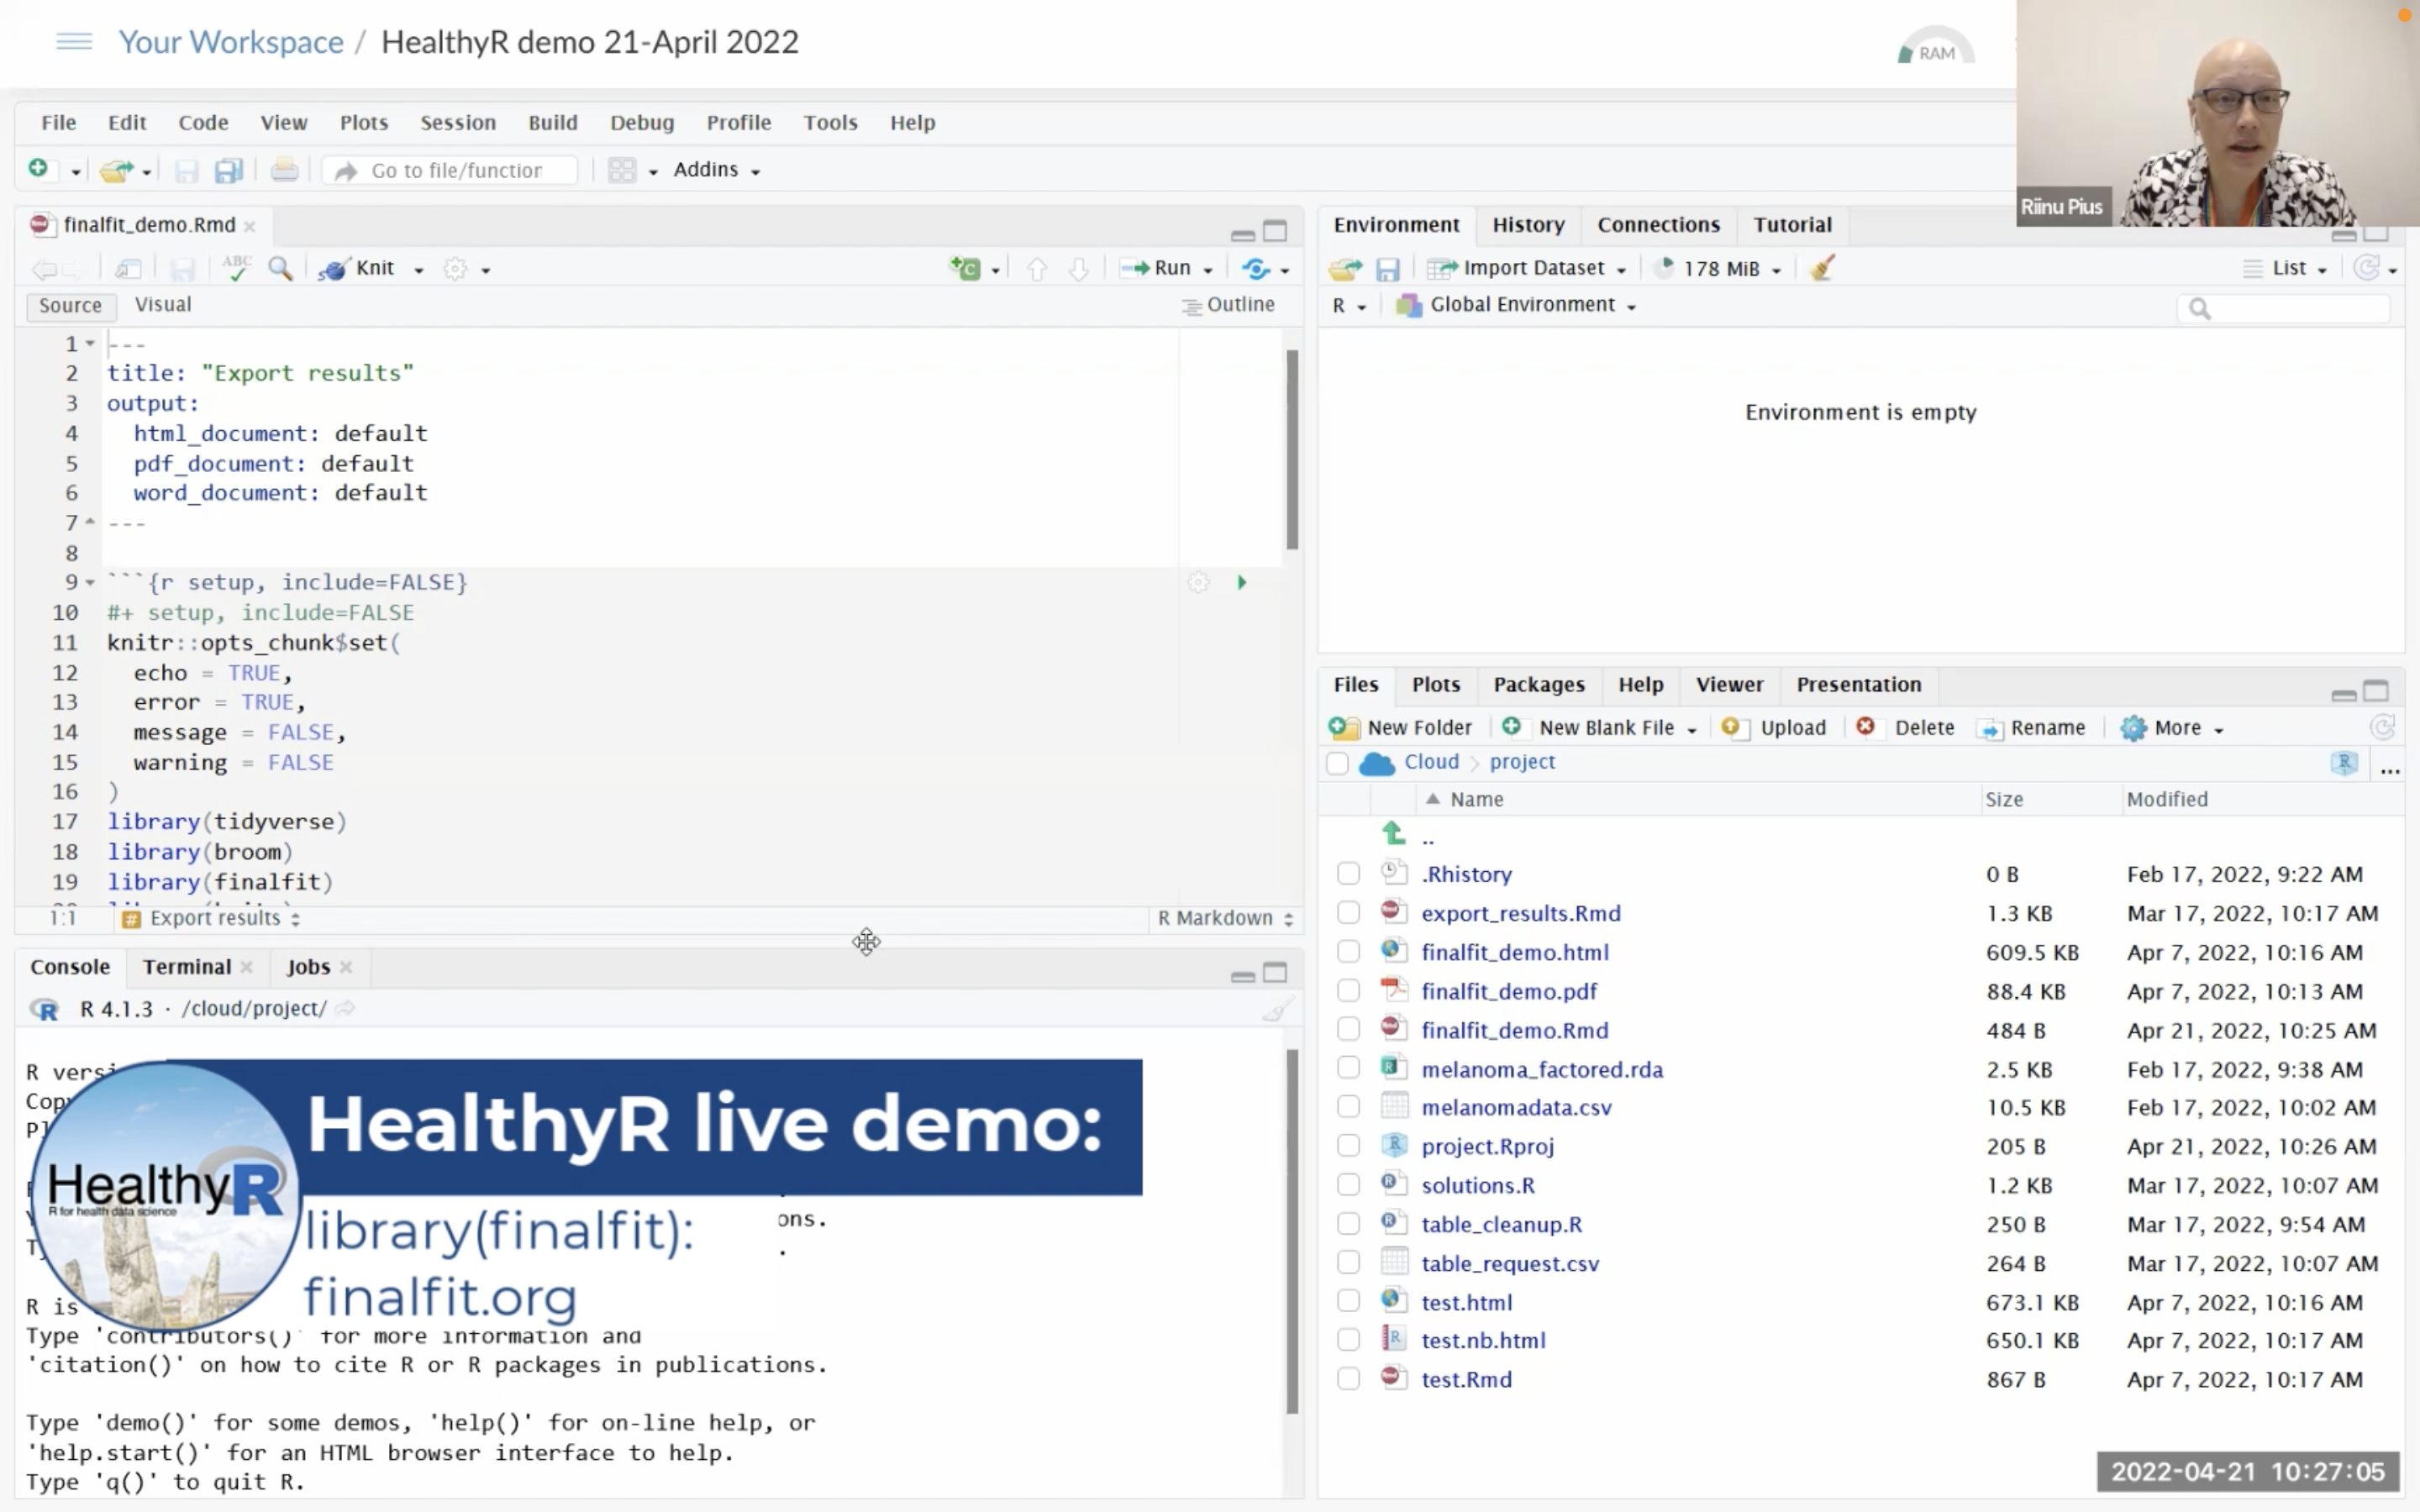 Your Workspace / HealthyR demo 21-April 2022
RAM
Riinu Pius
File Edit Code View Plots Session Build Debug Profile Tools Help
Go to file/function Addins
finalfit_demo.Rmd
ABC Knit Run
Source Visual Outline
1 ---
2 title: "Export results"
3 output:
4 html_document: default
5 pdf_document: default
6 word_document: default
7 ---
8
9 ```{r setup, include=FALSE}
10 #+ setup, include=FALSE
11 knitr::opts_chunk$set(
12 echo = TRUE,
13 error = TRUE,
14 message = FALSE,
15 warning = FALSE
16 )
17 library(tidyverse)
18 library(broom)
19 library(finalfit)
1:1 # Export results R Markdown
Console Terminal Jobs
R R 4.1.3 · /cloud/project/
R versi
Cop
Pl
HealthyR live demo:
HealthyR
R for health data science
library(finalfit):
ons.
finalfit.org
R is
Type 'contributors()' for more information and
'citation()' on how to cite R or R packages in publications.
Type 'demo()' for some demos, 'help()' for on-line help, or
'help.start()' for an HTML browser interface to help.
Type 'q()' to quit R.
Environment History Connections Tutorial
Import Dataset 178 MiB List
R Global Environment
Environment is empty
Files Plots Packages Help Viewer Presentation
New Folder New Blank File Upload Delete Rename More
Cloud project R ...
Name Size Modified
..
.Rhistory 0 B Feb 17, 2022, 9:22 AM
export_results.Rmd 1.3 KB Mar 17, 2022, 10:17 AM
finalfit_demo.html 609.5 KB Apr 7, 2022, 10:16 AM
finalfit_demo.pdf 88.4 KB Apr 7, 2022, 10:13 AM
finalfit_demo.Rmd 484 B Apr 21, 2022, 10:25 AM
melanoma_factored.rda 2.5 KB Feb 17, 2022, 9:38 AM
melanomadata.csv 10.5 KB Feb 17, 2022, 10:02 AM
project.Rproj 205 B Apr 21, 2022, 10:26 AM
solutions.R 1.2 KB Mar 17, 2022, 10:07 AM
table_cleanup.R 250 B Mar 17, 2022, 9:54 AM
table_request.csv 264 B Mar 17, 2022, 10:07 AM
test.html 673.1 KB Apr 7, 2022, 10:16 AM
test.nb.html 650.1 KB Apr 7, 2022, 10:17 AM
test.Rmd 867 B Apr 7, 2022, 10:17 AM
2022-04-21 10:27:05